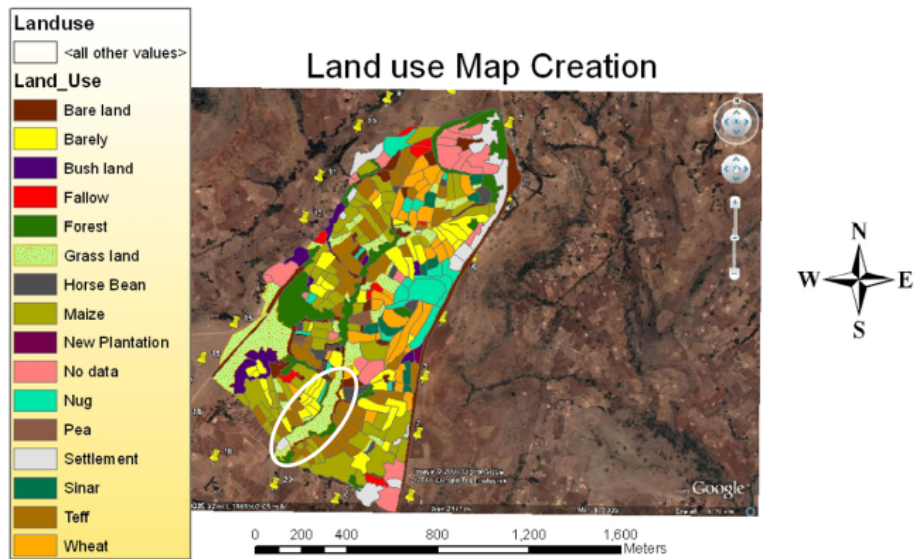 Landuse
<all other values>
Land_Use
Bare land
Barely
Bush land
Fallow
Forest
Grass land
Horse Bean
Maize
New Plantation
No data
Nug
Pea
Settlement
Sinar
Teff
Wheat
Land use Map Creation
N
W E
S
Google
0 200 400 800 1,200 1,600
Meters